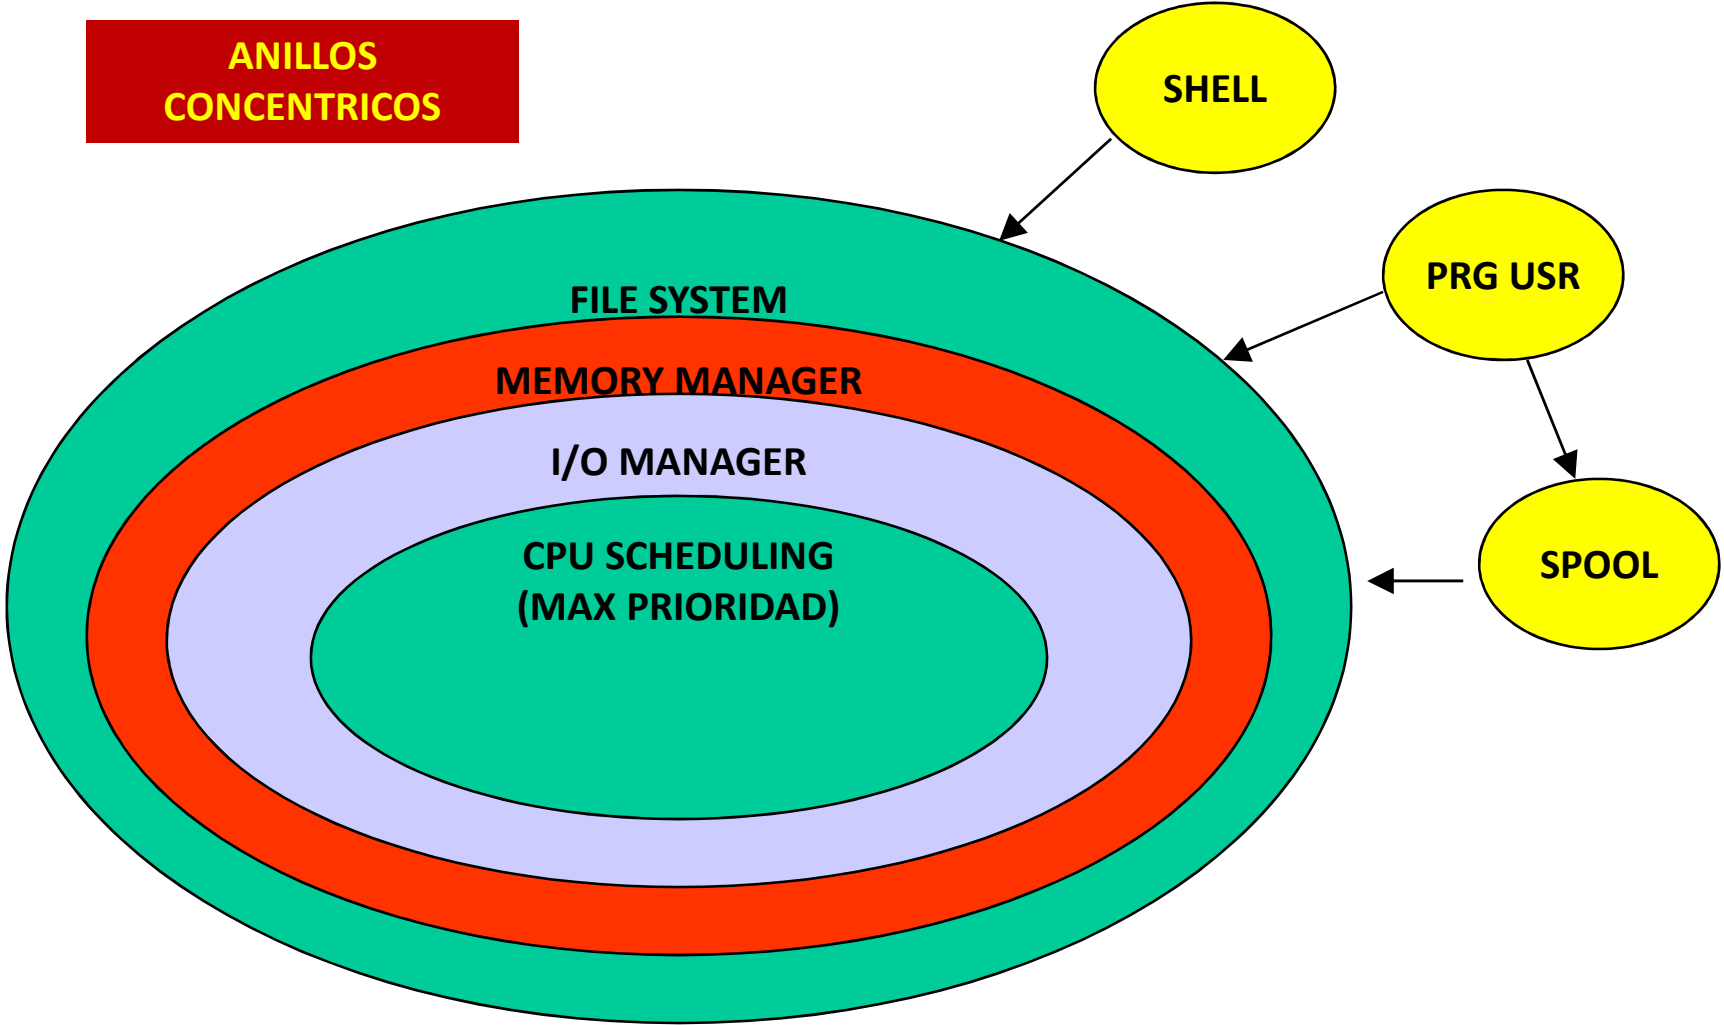 ANILLOS
CONCENTRICOS
SHELL
PRG USR
FILE SYSTEM
MEMORY MANAGER
I/O MANAGER
CPU SCHEDULING
(MAX PRIORIDAD)
SPOOL